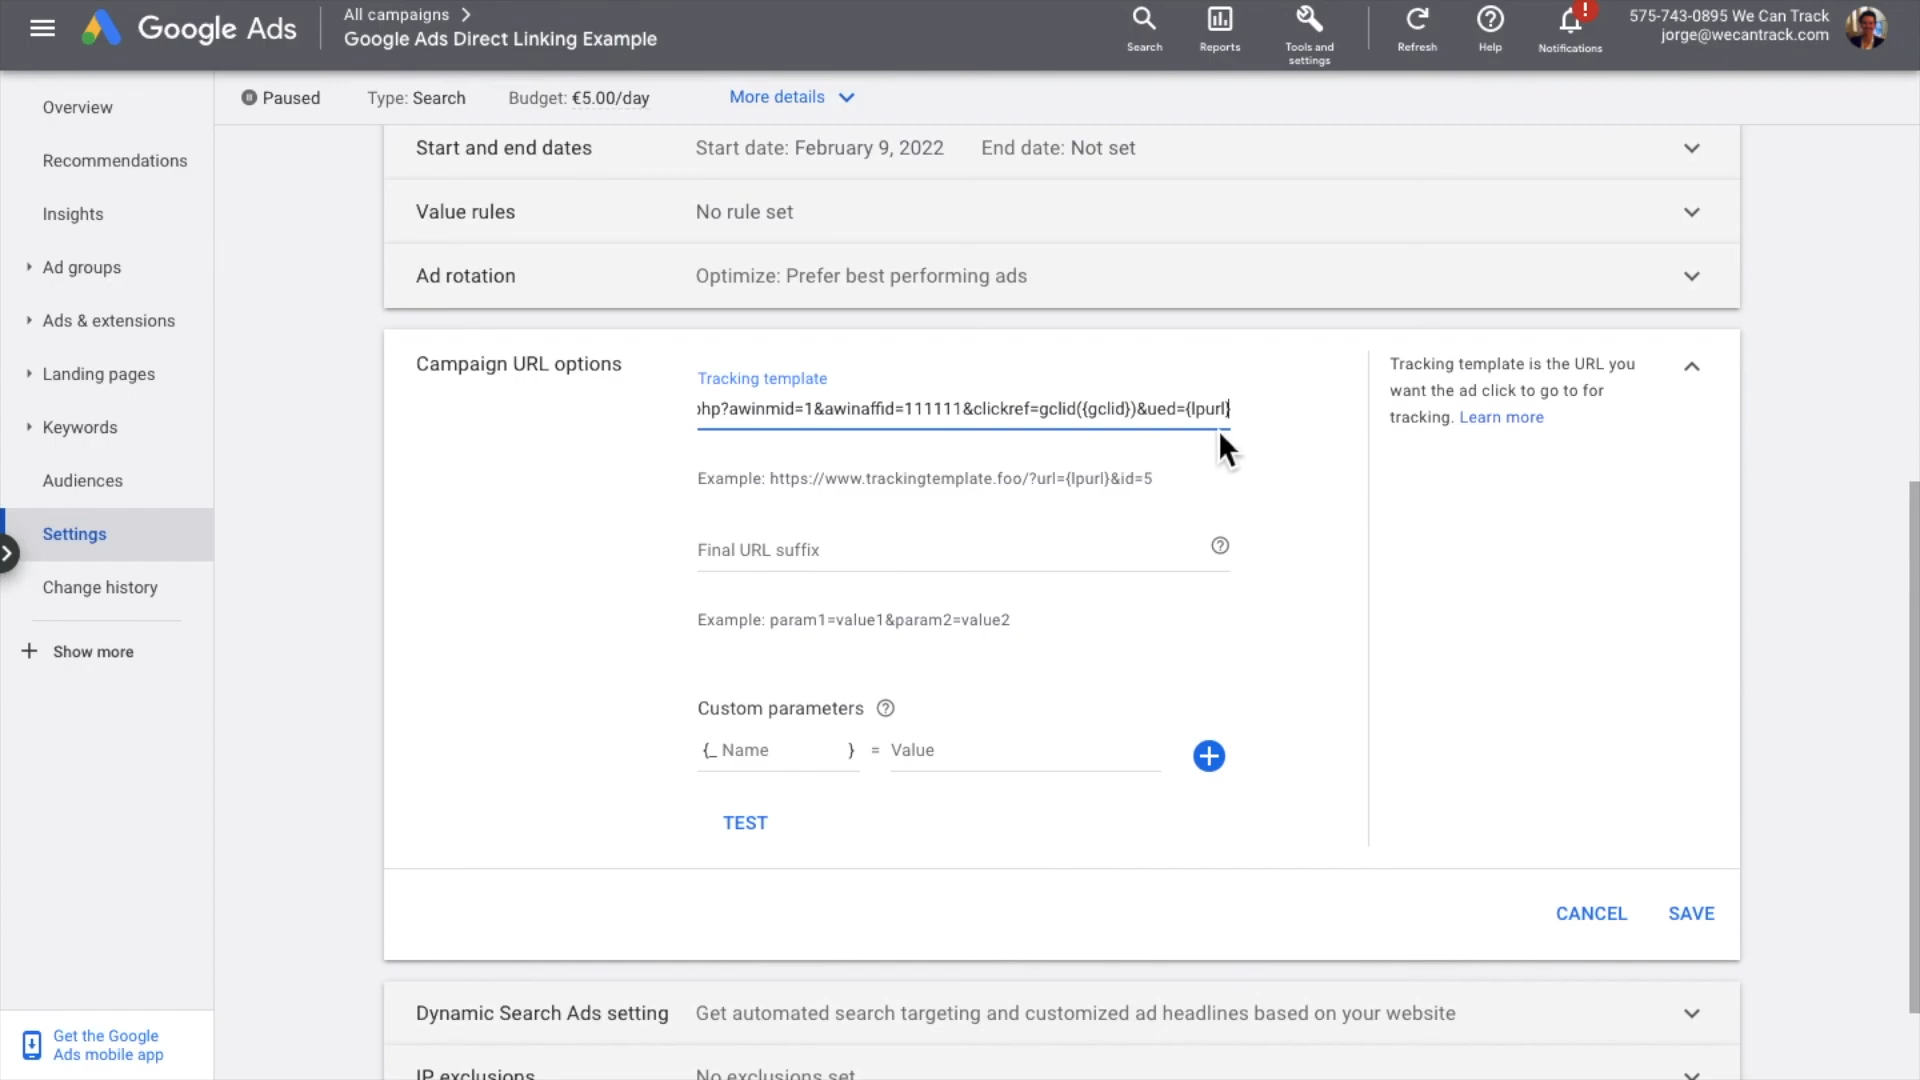 Google Ads
All campaigns
Google Ads Direct Linking Example
Search
Reports
Tools and
settings
Refresh
Help
!
Notifications
575-743-0895 We Can Track
jorge@wecantrack.com
Overview
Recommendations
Insights
Ad groups
Ads & extensions
Landing pages
Keywords
Audiences
Settings
Change history
+ Show more
Get the Google
Ads mobile app
Paused Type: Search Budget: €5.00/day More details
Start and end dates Start date: February 9, 2022 End date: Not set
Value rules No rule set
Ad rotation Optimize: Prefer best performing ads
Campaign URL options
Tracking template
php?awinmid=1&awinaffid=111111&clickref=gclid({gclid})&ued={lpurl}
Example: https://www.trackingtemplate.foo/?url={lpurl}&id=5
Final URL suffix ?
Example: param1=value1&param2=value2
Custom parameters ?
{_ Name } = Value +
TEST
Tracking template is the URL you
want the ad click to go to for
tracking. Learn more
CANCEL SAVE
Dynamic Search Ads setting Get automated search targeting and customized ad headlines based on your website
IP exclusions No exclusions set